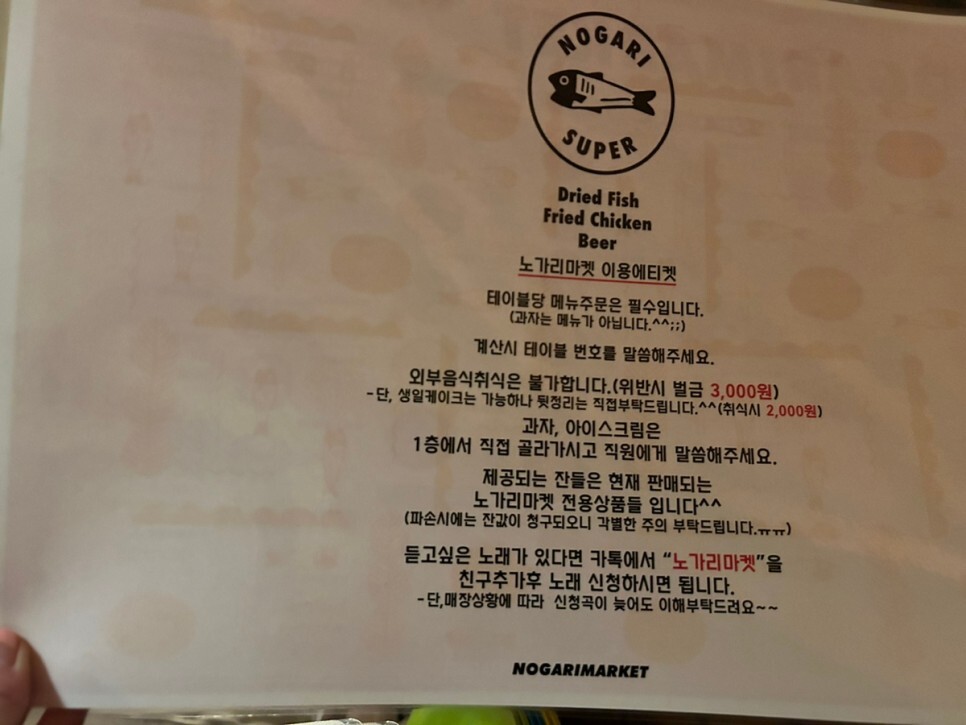 NOGARI
SUPER
Dried Fish
Fried Chicken
Beer
노가리마켓 이용에티켓
테이블당 메뉴주문은 필수입니다.
(과자는 메뉴가 아닙니다.^^;;)
계산시 테이블 번호를 말씀해주세요.
외부음식취식은 불가합니다.(위반시 벌금 3,000원)
-단, 생일케이크는 가능하나 뒷정리는 직접부탁드립니다.^^(취식시 2,000원)
과자, 아이스크림은
1층에서 직접 골라가시고 직원에게 말씀해주세요.
제공되는 잔들은 현재 판매되는
노가리마켓 전용상품들 입니다^^
(파손시에는 잔값이 청구되오니 각별한 주의 부탁드립니다.ㅠㅠ)
듣고싶은 노래가 있다면 카톡에서 “노가리마켓”을
친구추가후 노래 신청하시면 됩니다.
-단,매장상황에 따라 신청곡이 늦어도 이해부탁드려요~~
NOGARIMARKET